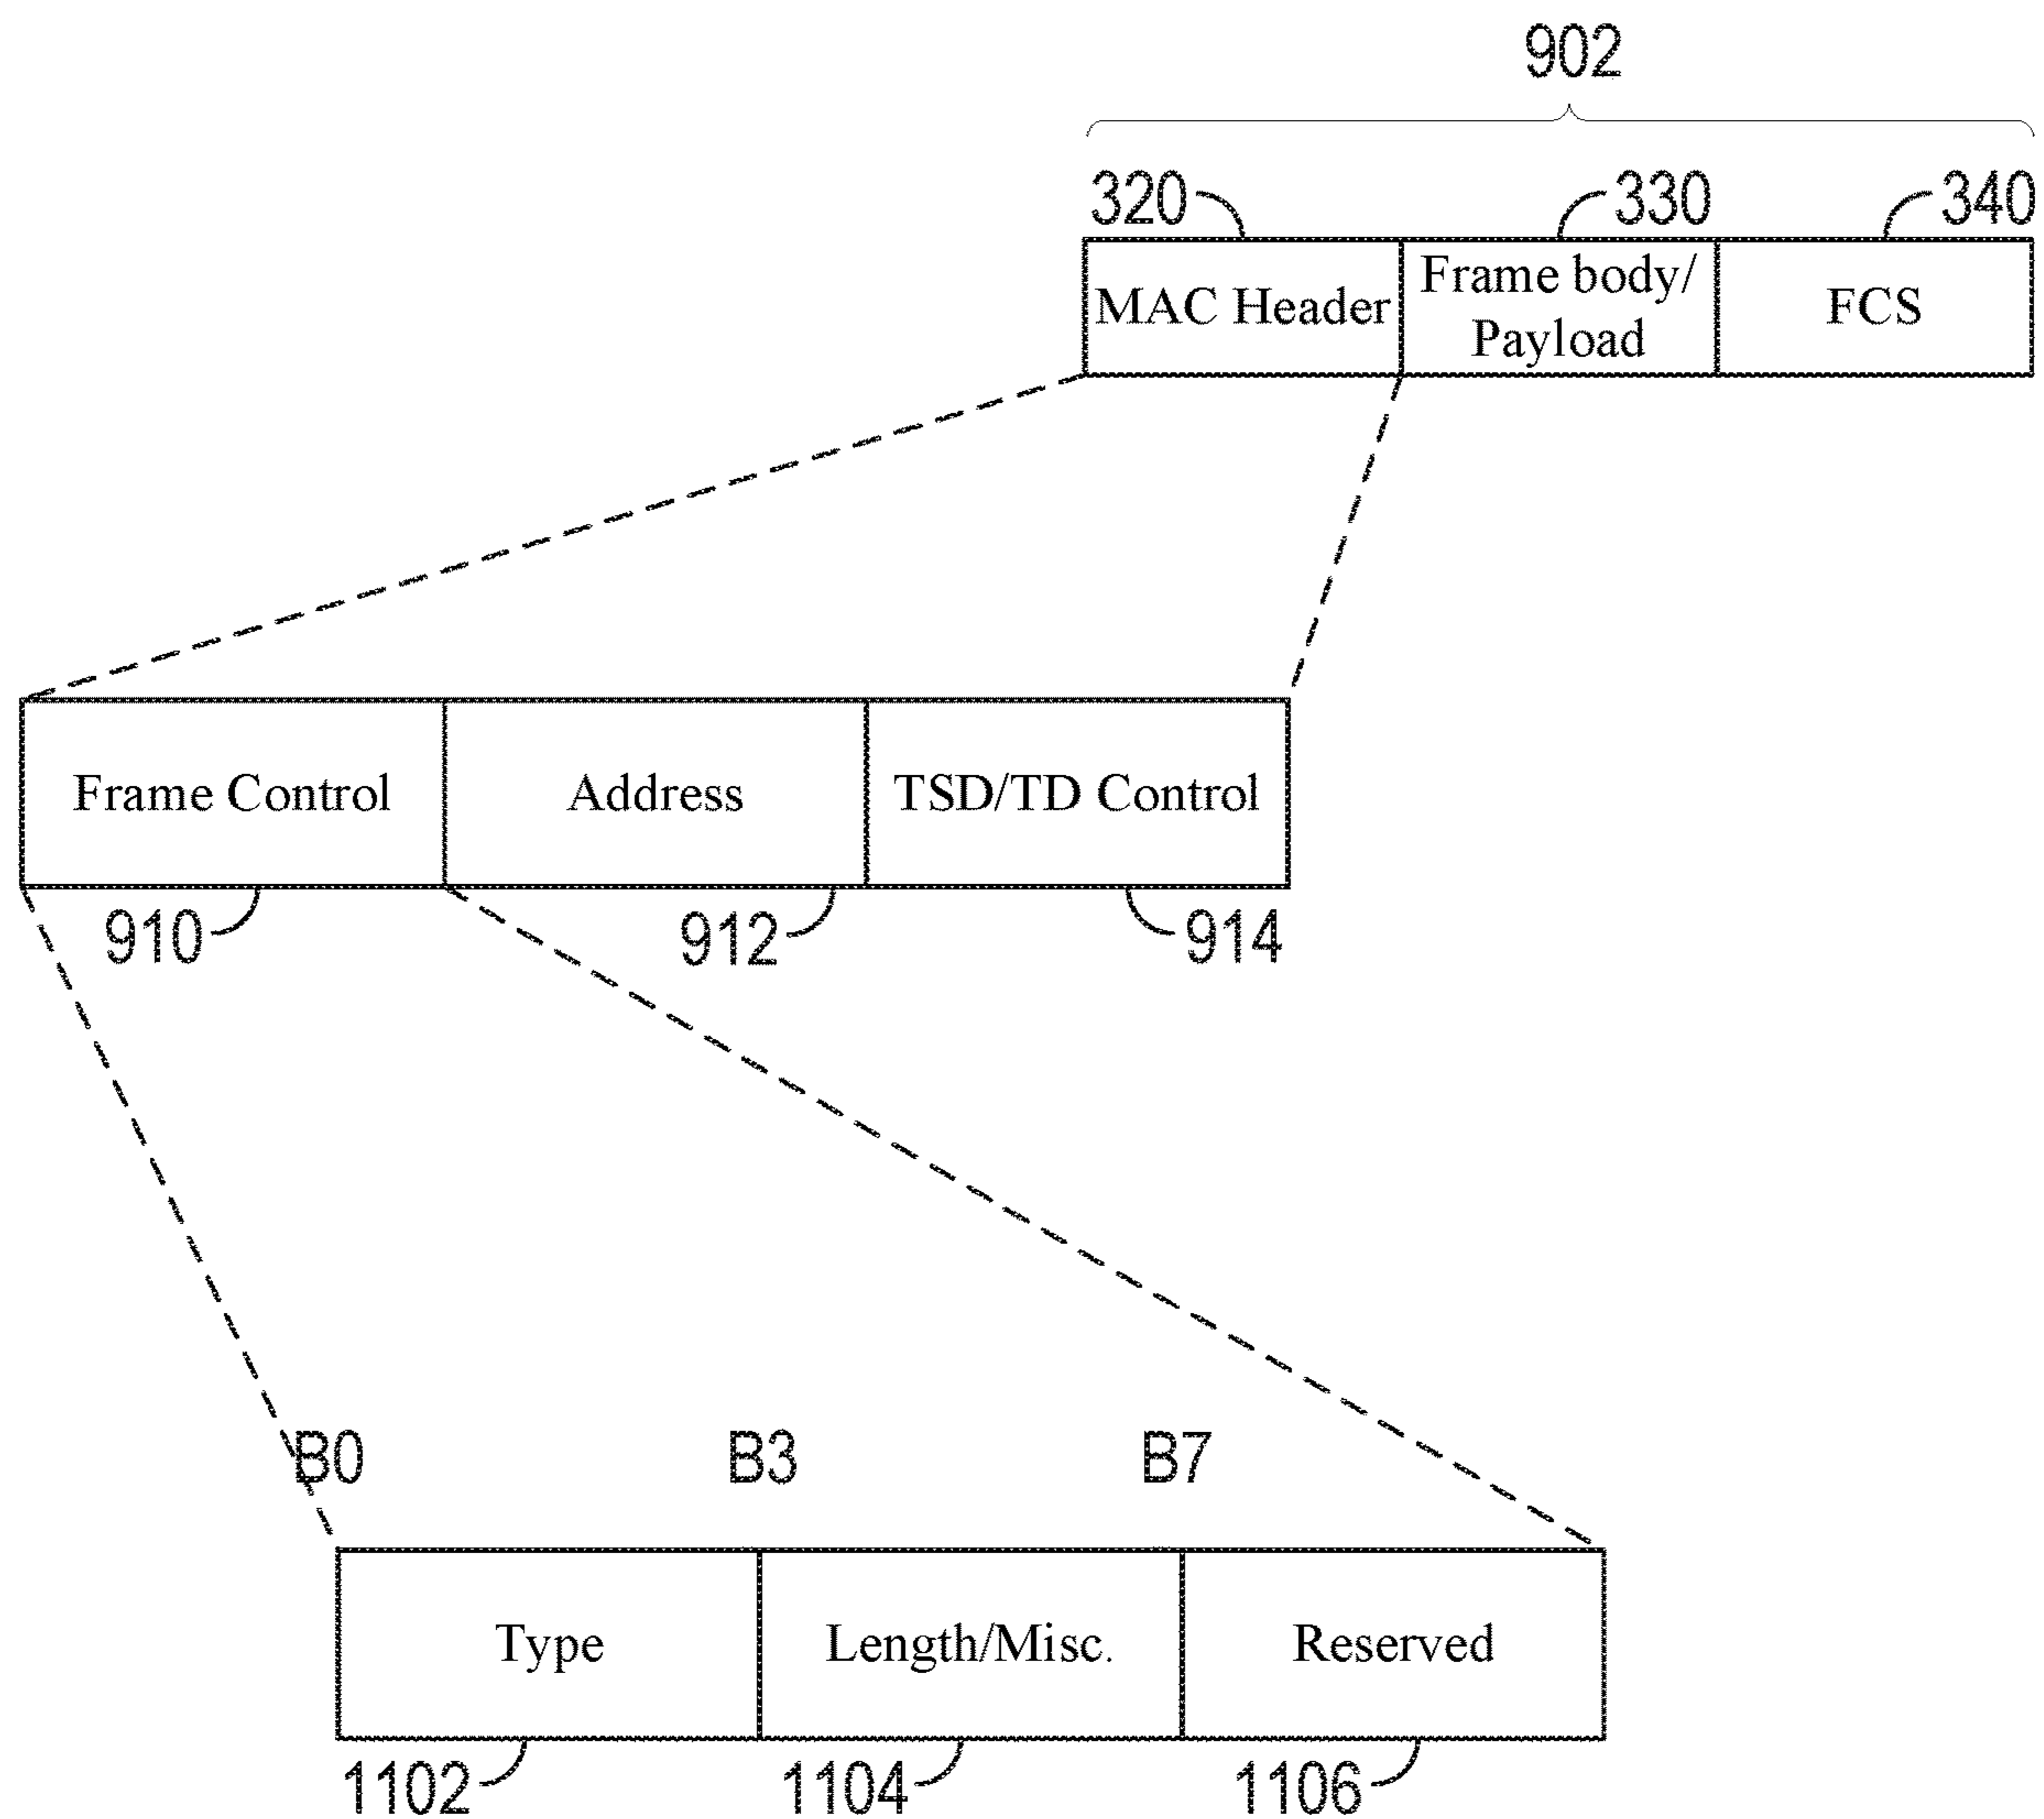 902
320
330
340
MAC Header
Frame body/
Payload
FCS
Frame Control
Address
TSD/TD Control
910
912
914
B0
B3
B7
Type
Length/Misc.
Reserved
1102
1104
1106